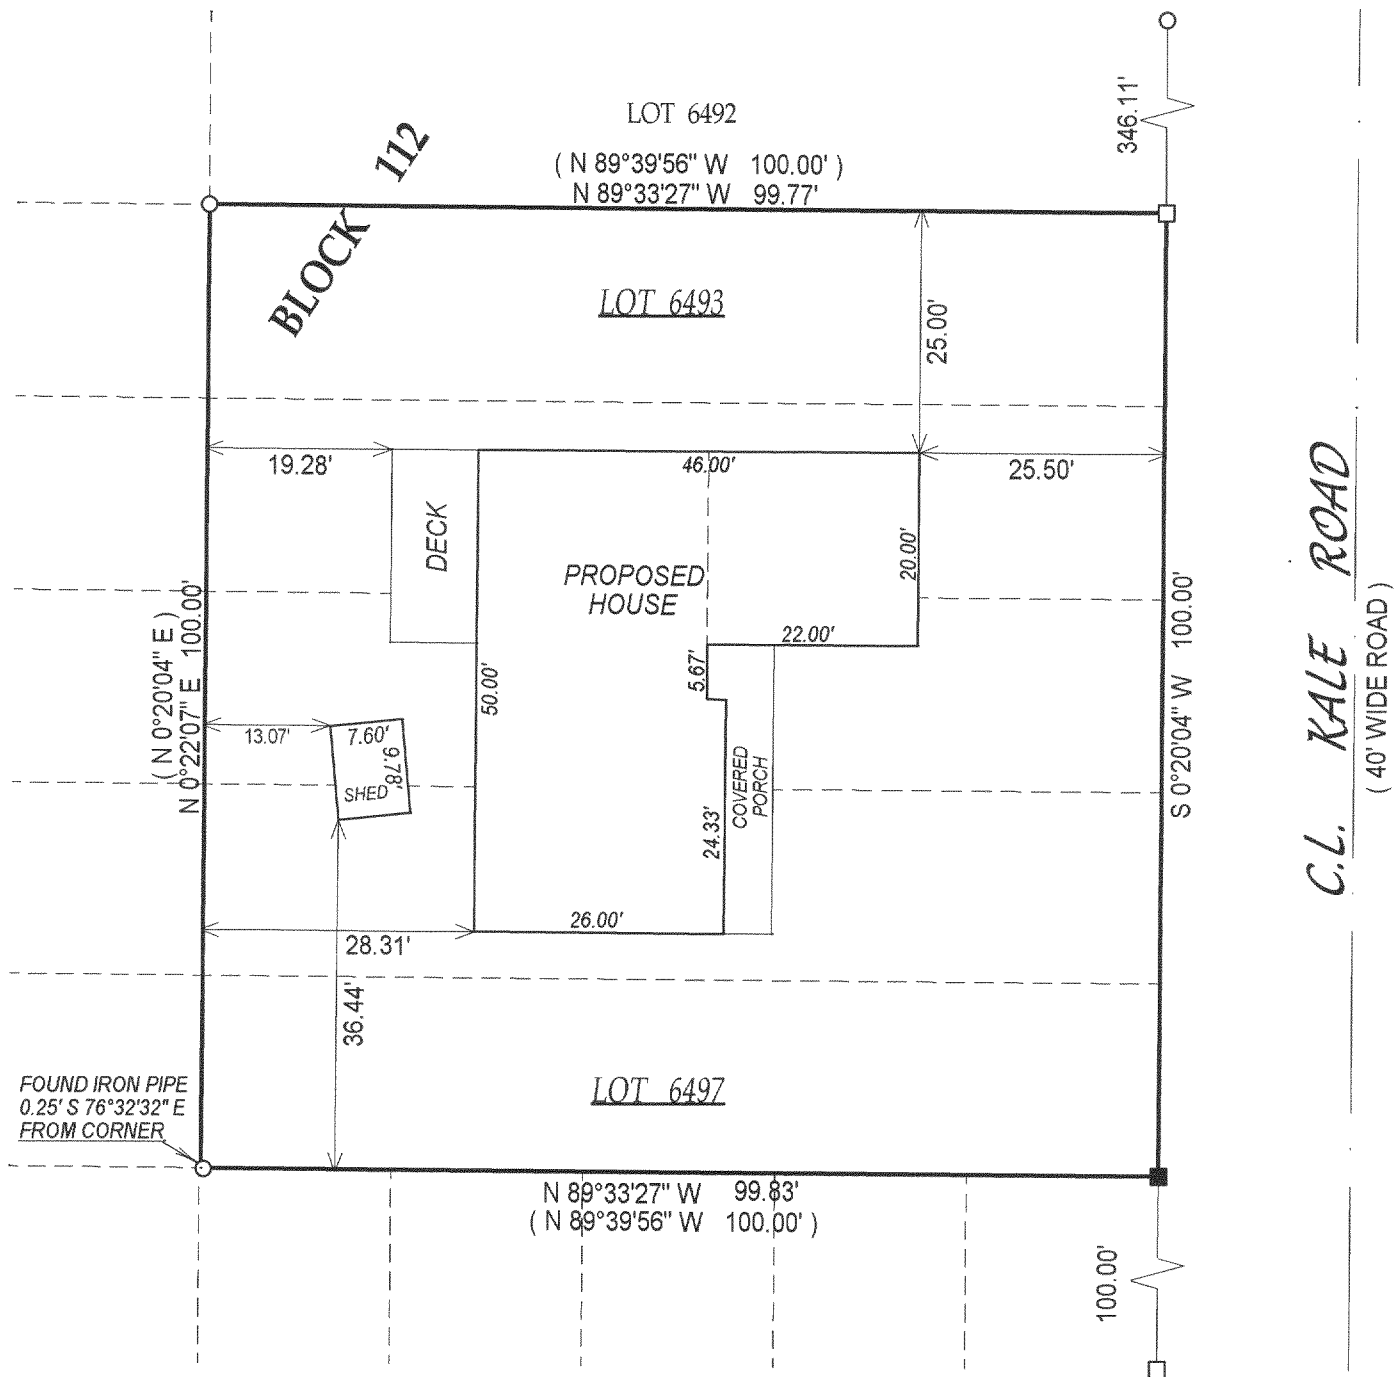 346.11'
LOT 6492
( N 89°39'56" W 100.00' )
N 89°33'27" W 99.77'
BLOCK 112
LOT 6493
25.00'
19.28'
46.00'
25.50'
DECK
20.00'
PROPOSED
HOUSE
22.00'
5.67'
50.00'
( N 0°20'04" E )
N 0°22'07" E 100.00'
13.07'
7.60'
9.78'
SHED
COVERED
PORCH
24.33'
S 0°20'04" W 100.00'
C.L. KALE ROAD
( 40' WIDE ROAD )
26.00'
28.31'
36.44'
FOUND IRON PIPE
0.25' S 76°32'32" E
FROM CORNER
LOT 6497
N 89°33'27" W 99.83'
( N 89°39'56" W 100.00' )
100.00'